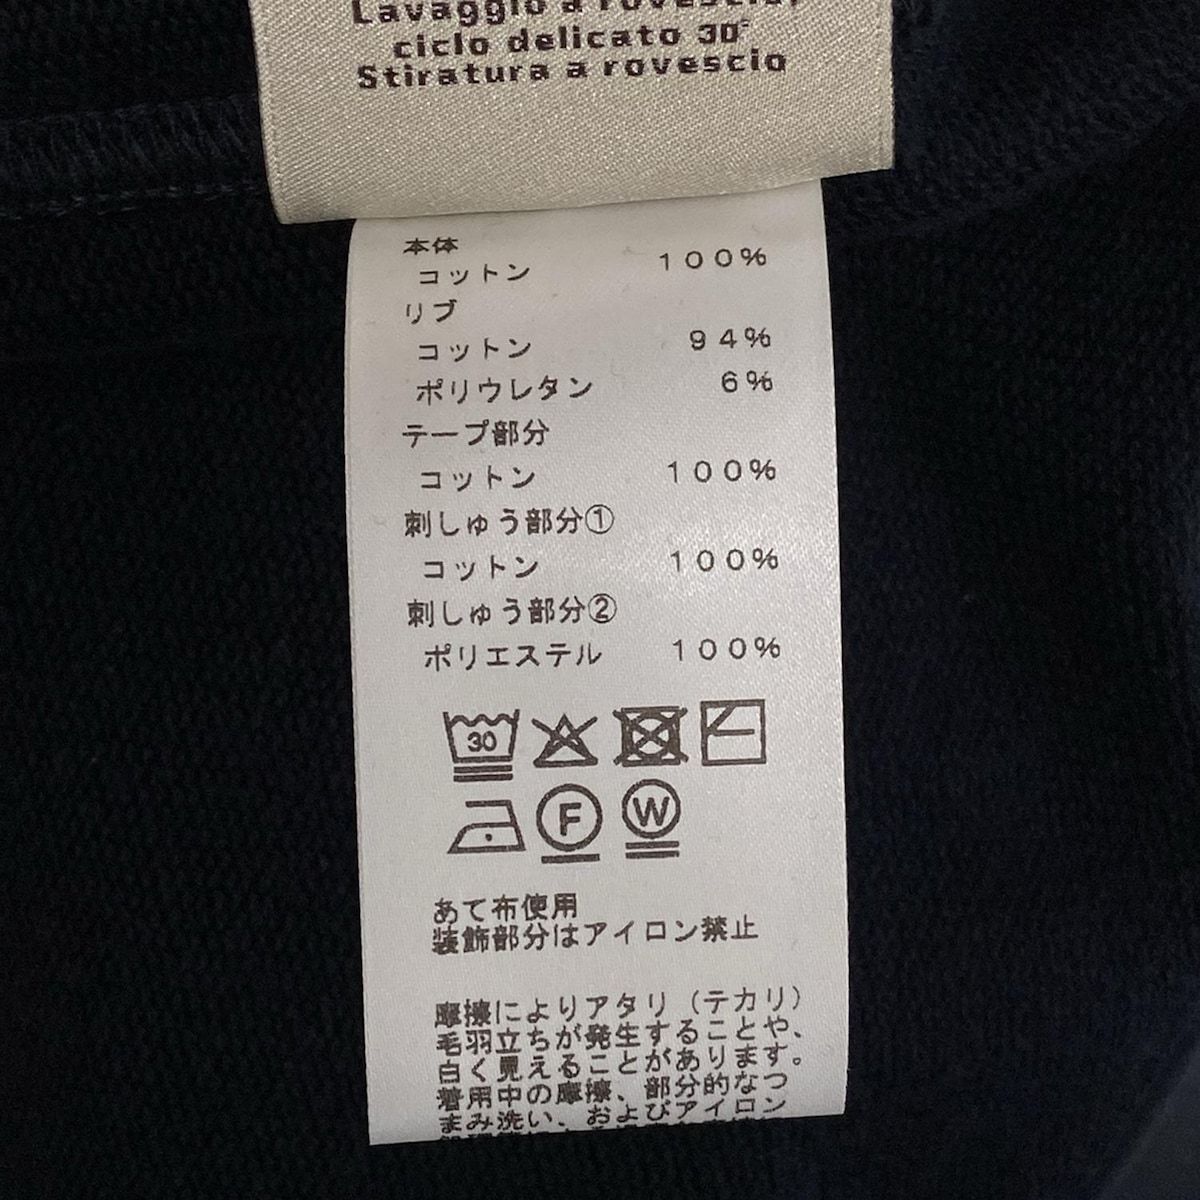 Lavaggio a rovescio,
ciclo delicato 30°
Stiratura a rovescio
本体
コットン 100%
リブ
コットン 94%
ポリウレタン 6%
テープ部分
コットン 100%
刺しゅう部分①
コットン 100%
刺しゅう部分②
ポリエステル 100%
30
F W
あて布使用
装飾部分はアイロン禁止
摩擦によりアタリ（テカリ）
毛羽立ちが発生することや、
白く見えることがあります。
着用中の摩擦、部分的なつ
まみ洗い、およびアイロン